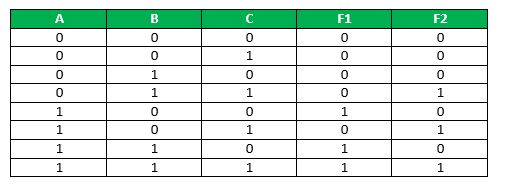 A B C F1 F2
0 0 0 0 0
0 0 1 0 0
0 1 0 0 0
0 1 1 0 1
1 0 0 1 0
1 0 1 0 1
1 1 0 1 0
1 1 1 1 1